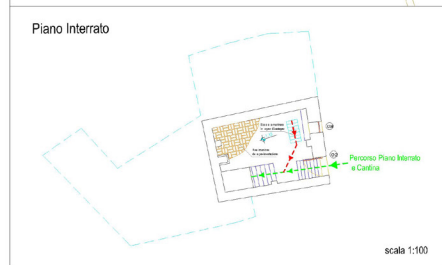 Piano Interrato
Percorso Piano Interrato
e Cantina
scala 1:100